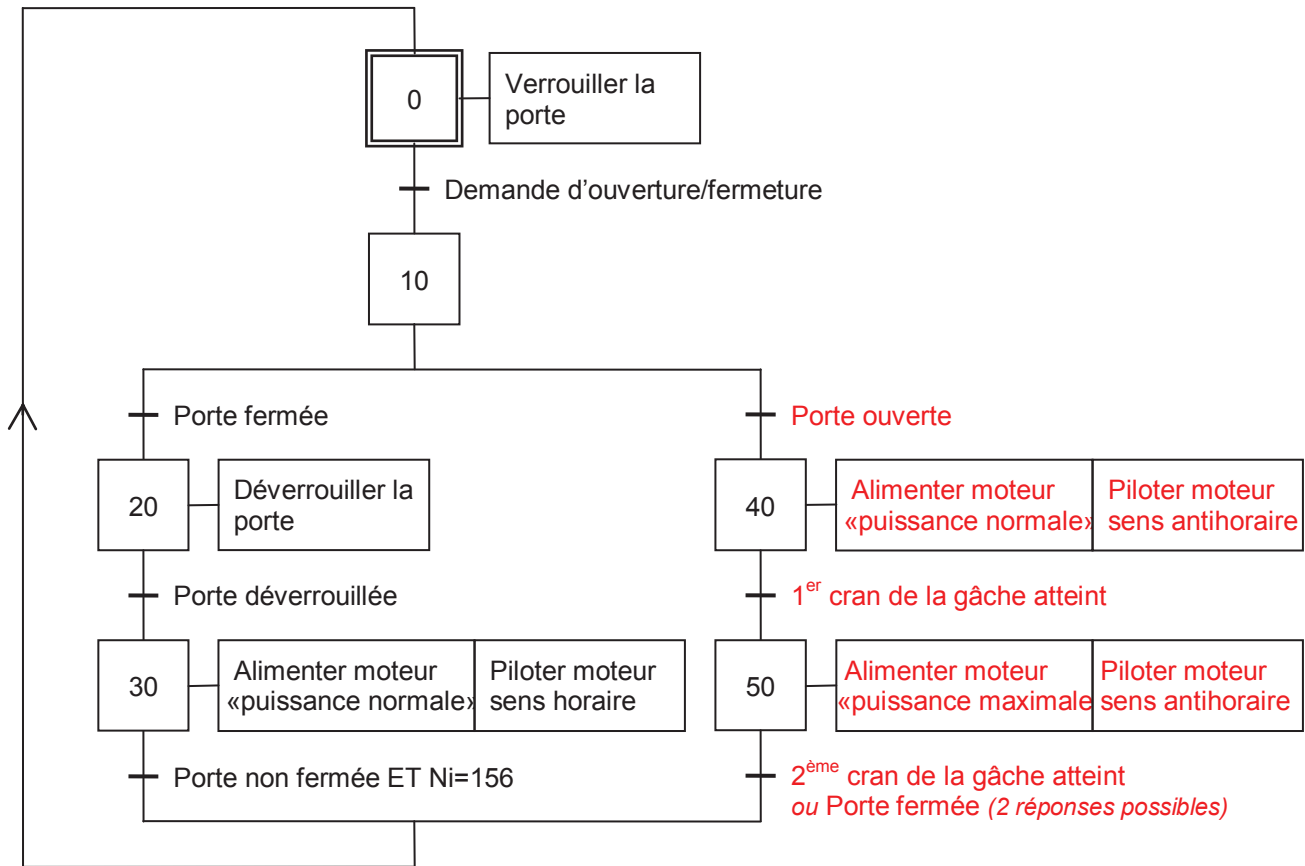 0
Verrouiller la
porte
Demande d’ouverture/fermeture
10
Porte fermée
Porte ouverte
20
Déverrouiller la
porte
40
Alimenter moteur
«puissance normale»
Piloter moteur
sens antihoraire
Porte déverrouillée
1er cran de la gâche atteint
30
Alimenter moteur
«puissance normale»
Piloter moteur
sens horaire
50
Alimenter moteur
«puissance maximale
Piloter moteur
sens antihoraire
Porte non fermée ET Ni=156
2ème cran de la gâche atteint
ou Porte fermée (2 réponses possibles)